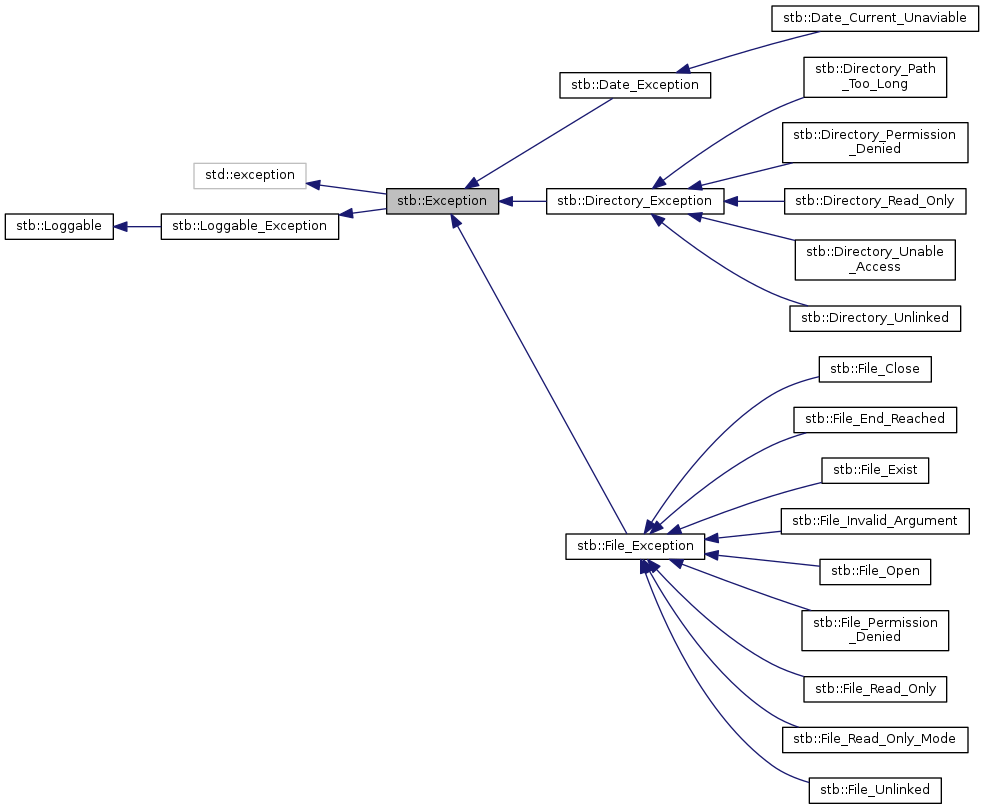 stb::Date_Current_Unaviable
stb::Directory_Path
_Too_Long
stb::Date_Exception
stb::Directory_Permission
_Denied
std::exception
stb::Exception
stb::Directory_Exception
stb::Directory_Read_Only
stb::Loggable
stb::Loggable_Exception
stb::Directory_Unable
_Access
stb::Directory_Unlinked
stb::File_Close
stb::File_End_Reached
stb::File_Exist
stb::File_Invalid_Argument
stb::File_Exception
stb::File_Open
stb::File_Permission
_Denied
stb::File_Read_Only
stb::File_Read_Only_Mode
stb::File_Unlinked